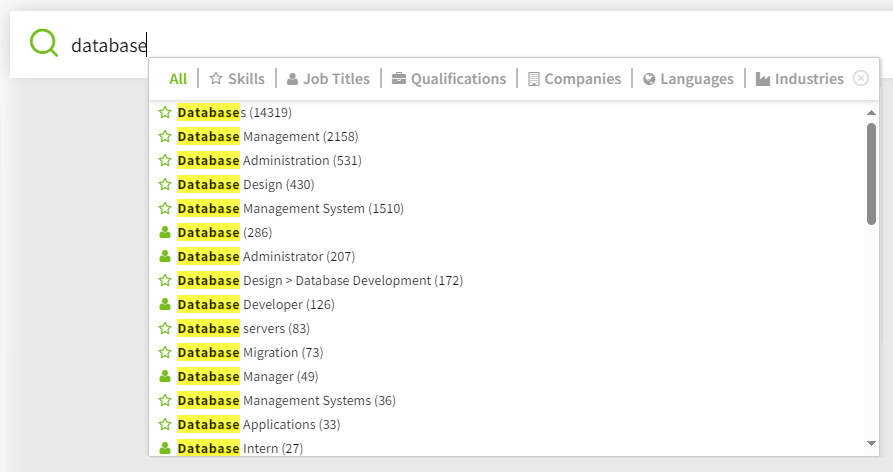 database
All Skills Job Titles Qualifications Companies Languages Industries
Databases (14319)
Database Management (2158)
Database Administration (531)
Database Design (430)
Database Management System (1510)
Database (286)
Database Administrator (207)
Database Design > Database Development (172)
Database Developer (126)
Database servers (83)
Database Migration (73)
Database Manager (49)
Database Management Systems (36)
Database Applications (33)
Database Intern (27)